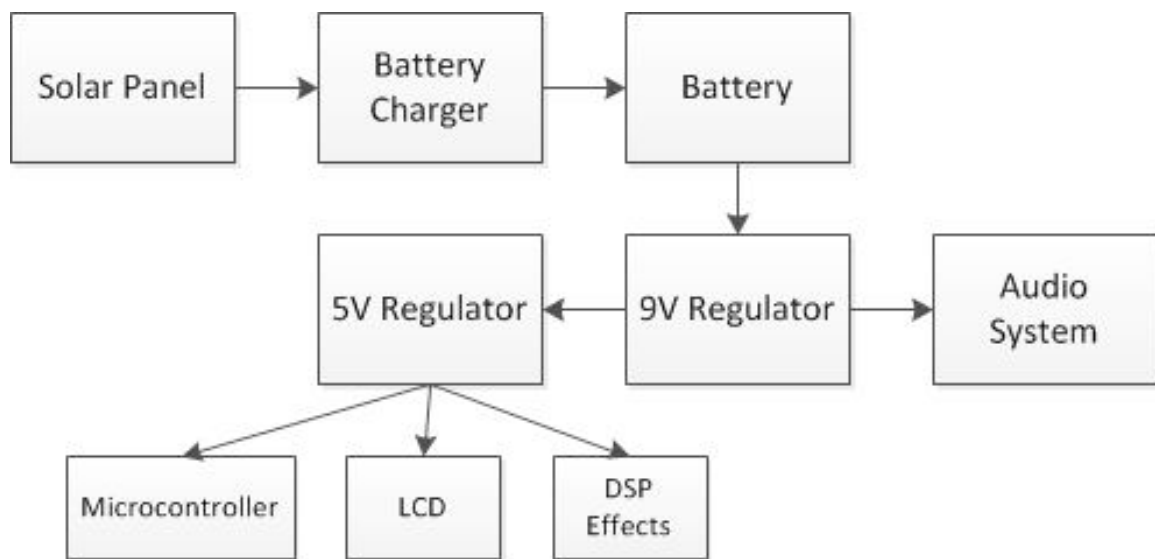 Solar Panel
Battery
Charger
Battery
5V Regulator
9V Regulator
Audio
System
Microcontroller
LCD
DSP
Effects